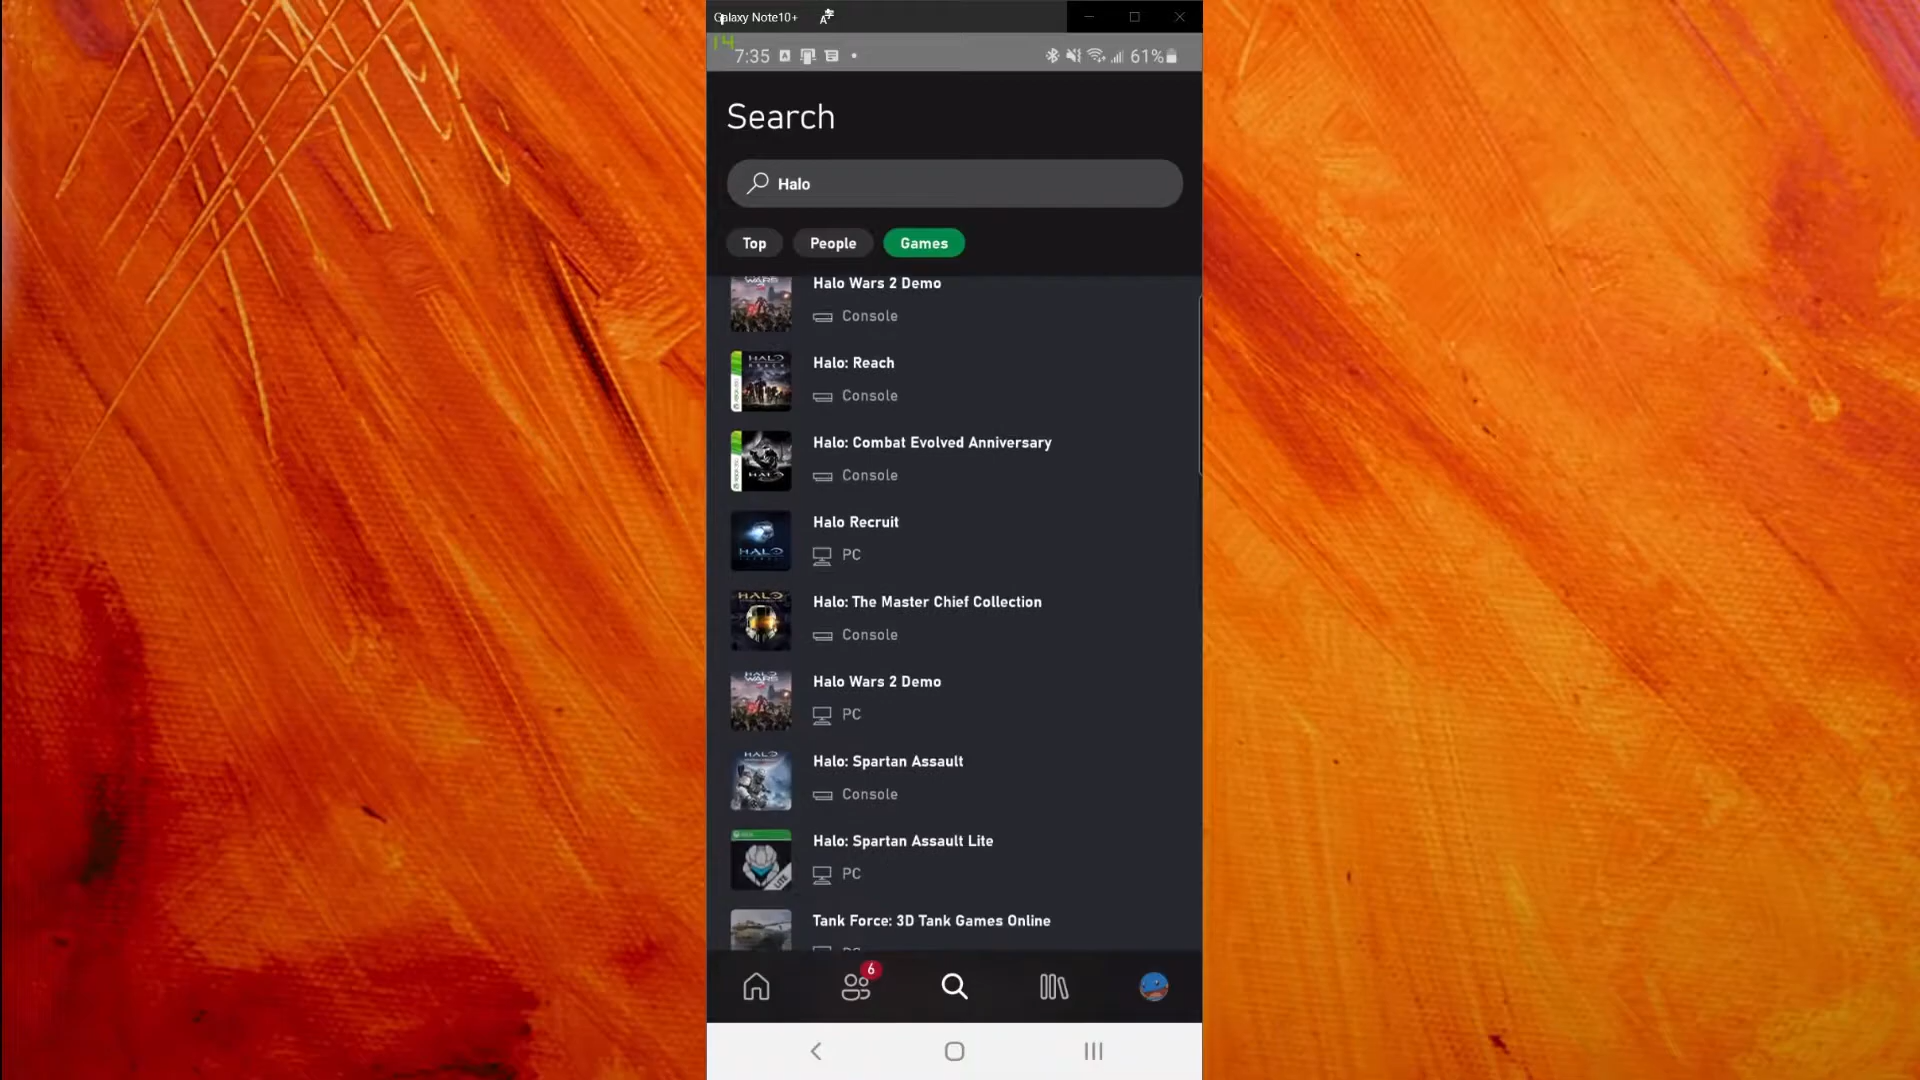 Galaxy Note10+
14
7:35
61%
Search
Halo
Top People Games
Halo Wars 2 Demo
Console
Halo: Reach
Console
Halo: Combat Evolved Anniversary
Console
Halo Recruit
PC
Halo: The Master Chief Collection
Console
Halo Wars 2 Demo
PC
Halo: Spartan Assault
Console
Halo: Spartan Assault Lite
PC
Tank Force: 3D Tank Games Online
PC
6